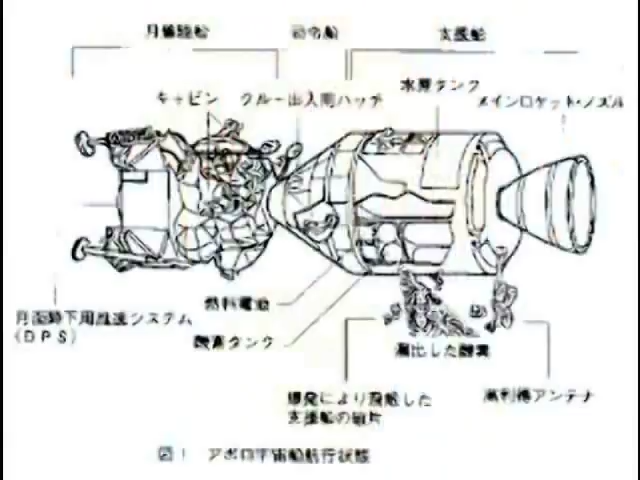 月着陸船 司令船 支援船
キャビン クルー出入用ハッチ 水素タンク メインロケット・ノズル
燃料電池
月面降下用推進システム
(DPS)
酸素タンク
漏出した酸素
爆発により飛散した
支援船の破片
高利得アンテナ
図1 アポロ宇宙船航行状態